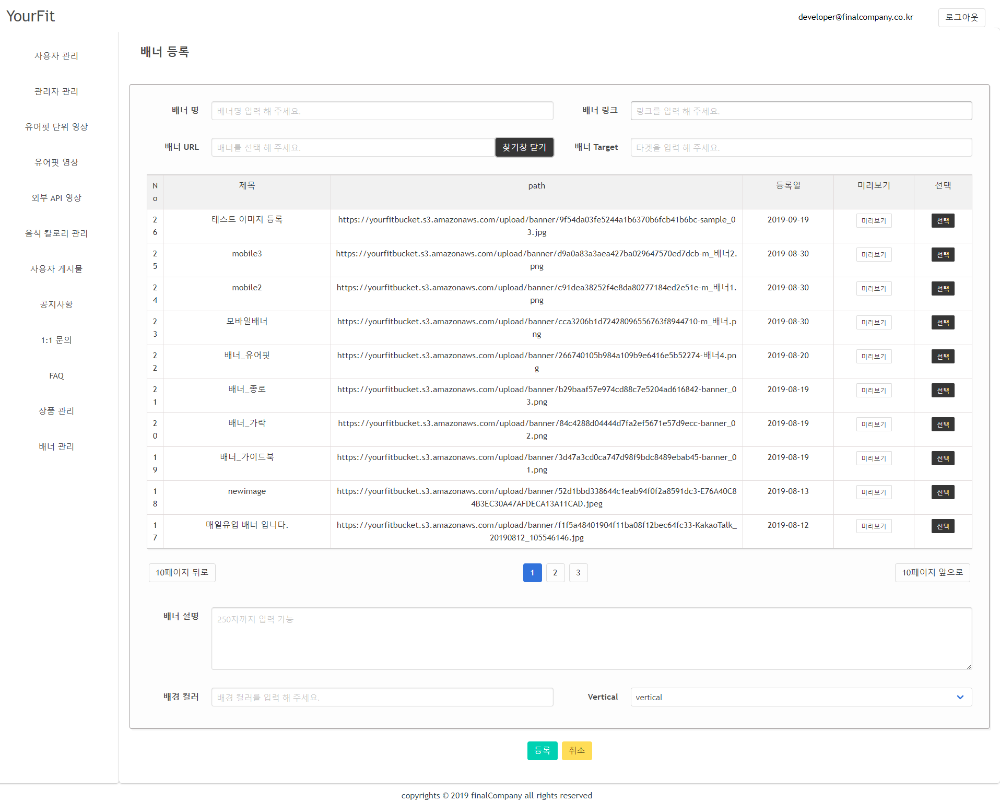 YourFit
developer@finalcompany.co.kr
로그아웃
사용자 관리
관리자 관리
유어핏 단위 영상
유어핏 영상
외부 API 영상
음식 칼로리 관리
사용자 게시물
공지사항
1:1 문의
FAQ
상품 관리
배너 관리
배너 등록
배너 명
배너명 입력 해 주세요.
배너 링크
링크를 입력 해 주세요.
배너 URL
배너를 선택 해 주세요.
찾기창 닫기
배너 Target
타겟을 입력 해 주세요.
No 제목 path 등록일 미리보기 선택
26 테스트 이미지 등록 https://yourfitbucket.s3.amazonaws.com/upload/banner/9f54da03fe5244a1b6370b6fcb41b6bc-sample_03.jpg 2019-09-19 미리보기 선택
25 mobile3 https://yourfitbucket.s3.amazonaws.com/upload/banner/d9a0a83a3aea427ba029647570ed7dcb-m_배너2.png 2019-08-30 미리보기 선택
24 mobile2 https://yourfitbucket.s3.amazonaws.com/upload/banner/c91dea38252f4e8da80277184ed2e51e-m_배너1.png 2019-08-30 미리보기 선택
23 모바일배너 https://yourfitbucket.s3.amazonaws.com/upload/banner/cca3206b1d72428096556763f8944710-m_배너.png 2019-08-30 미리보기 선택
22 배너_유어핏 https://yourfitbucket.s3.amazonaws.com/upload/banner/266740105b984a109b9e6416e5b52274-배너4.png 2019-08-20 미리보기 선택
21 배너_종로 https://yourfitbucket.s3.amazonaws.com/upload/banner/b29baaf57e974cd88c7e5204ad616842-banner_03.png 2019-08-19 미리보기 선택
20 배너_가락 https://yourfitbucket.s3.amazonaws.com/upload/banner/84c4288d04444d7fa2ef5671e57d9ecc-banner_02.png 2019-08-19 미리보기 선택
19 배너_가이드북 https://yourfitbucket.s3.amazonaws.com/upload/banner/3d47a3cd0ca747d98f9bdc8489ebab45-banner_01.png 2019-08-19 미리보기 선택
18 newimage https://yourfitbucket.s3.amazonaws.com/upload/banner/52d1bbd338644c1eab94f0f2a8591dc3-E76A40C84B3EC30A47AFDECA13A11CAD.jpeg 2019-08-13 미리보기 선택
17 매일유업 배너 입니다. https://yourfitbucket.s3.amazonaws.com/upload/banner/f1f5a48401904f11ba08f12bec64fc33-KakaoTalk_20190812_105546146.jpg 2019-08-12 미리보기 선택
10페이지 뒤로
1 2 3
10페이지 앞으로
배너 설명
250자까지 입력 가능
배경 컬러
배경 컬러를 입력 해 주세요.
Vertical
vertical
등록
취소
copyrights © 2019 finalCompany all rights reserved